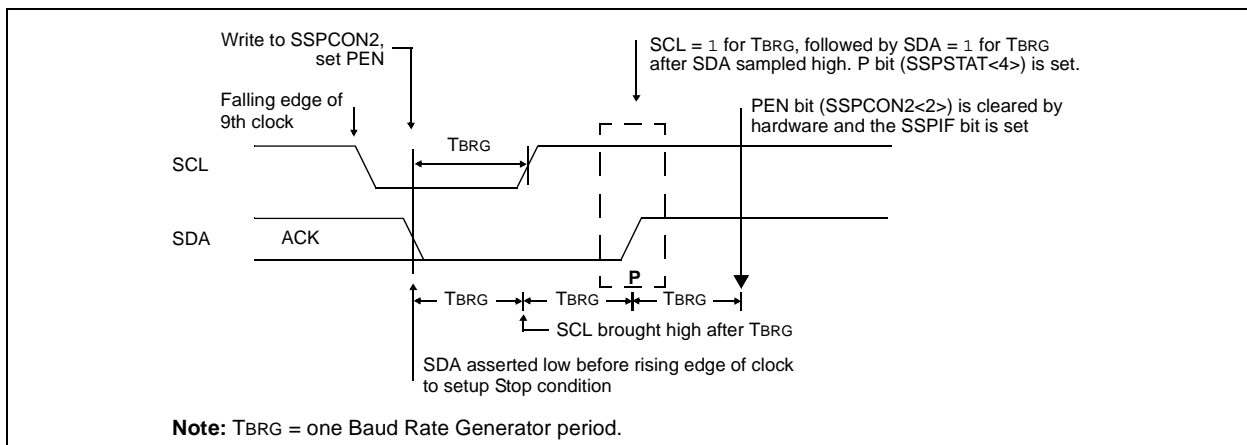 Write to SSPCON2,
set PEN
SCL = 1 for TBRG, followed by SDA = 1 for TBRG
after SDA sampled high. P bit (SSPSTAT<4>) is set.
Falling edge of
9th clock
PEN bit (SSPCON2<2>) is cleared by
hardware and the SSPIF bit is set
TBRG
SCL
SDA
ACK
P
TBRG
TBRG
TBRG
SCL brought high after TBRG
SDA asserted low before rising edge of clock
to setup Stop condition
Note: TBRG = one Baud Rate Generator period.